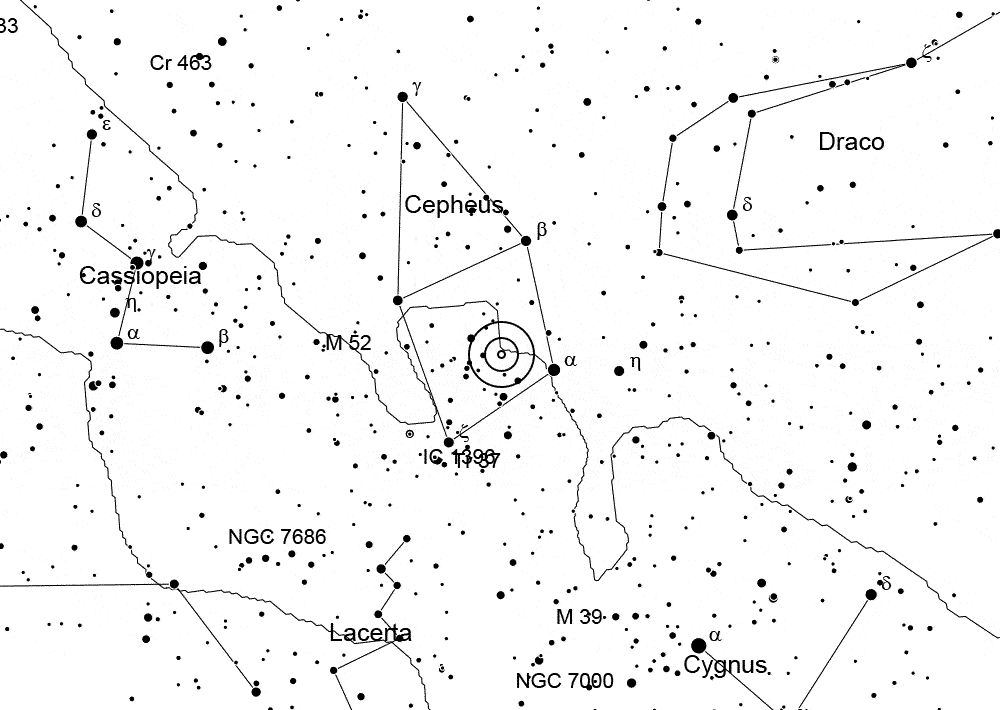 33
Cr 463
γ
ζ
Draco
ε
δ
Cepheus
β
δ
γ
Cassiopeia
η
α
β
M 52
α
η
ζ
IC 1396
Tr 37
NGC 7686
δ
M 39
Lacerta
α
Cygnus
NGC 7000